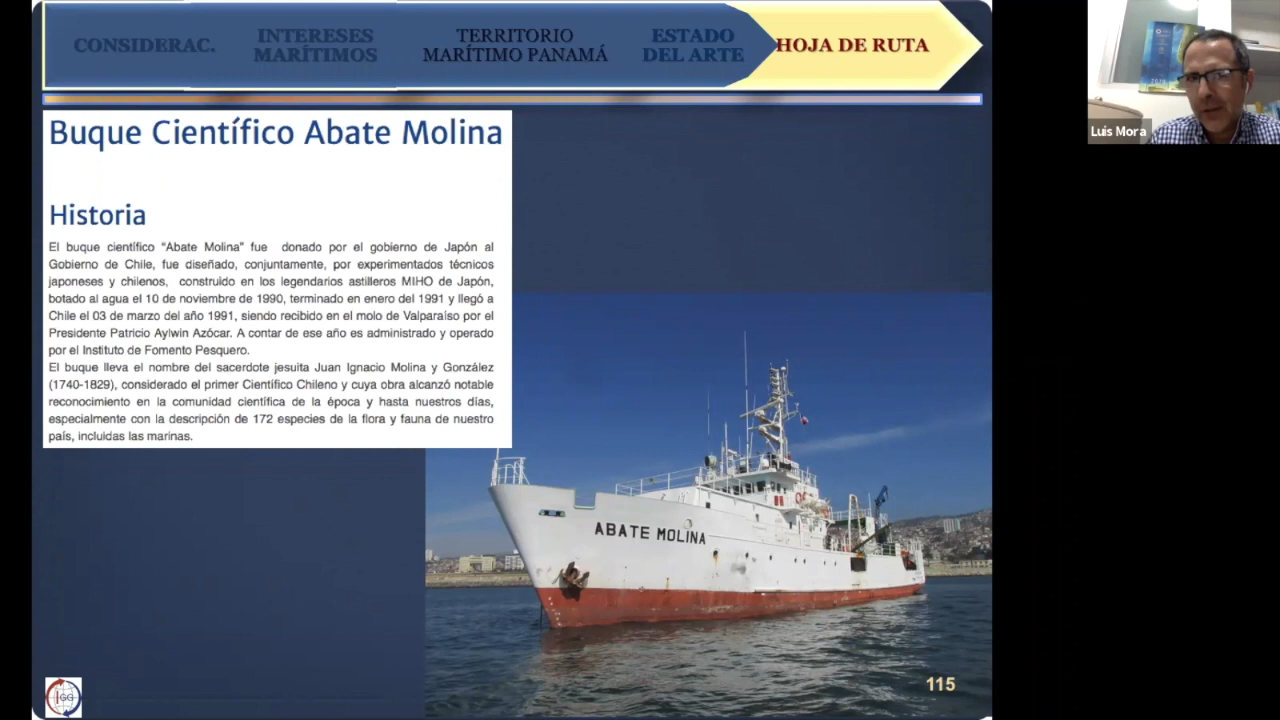 CONSIDERAC.
INTERESES
MARÍTIMOS
TERRITORIO
MARÍTIMO PANAMÁ
ESTADO
DEL ARTE
HOJA DE RUTA
Buque Científico Abate Molina
Historia
El buque científico “Abate Molina” fue donado por el gobierno de Japón al
Gobierno de Chile, fue diseñado, conjuntamente, por experimentados técnicos
japoneses y chilenos, construido en los legendarios astilleros MIHO de Japón,
botado al agua el 10 de noviembre de 1990, terminado en enero del 1991 y llegó a
Chile el 03 de marzo del año 1991, siendo recibido en el molo de Valparaíso por el
Presidente Patricio Aylwin Azócar. A contar de ese año es administrado y operado
por el Instituto de Fomento Pesquero.
El buque lleva el nombre del sacerdote jesuita Juan Ignacio Molina y González
(1740-1829), considerado el primer Científico Chileno y cuya obra alcanzó notable
reconocimiento en la comunidad científica de la época y hasta nuestros días,
especialmente con la descripción de 172 especies de la flora y fauna de nuestro
país, incluidas las marinas.
ABATE MOLINA
115
IGG
2020
Luis Mora